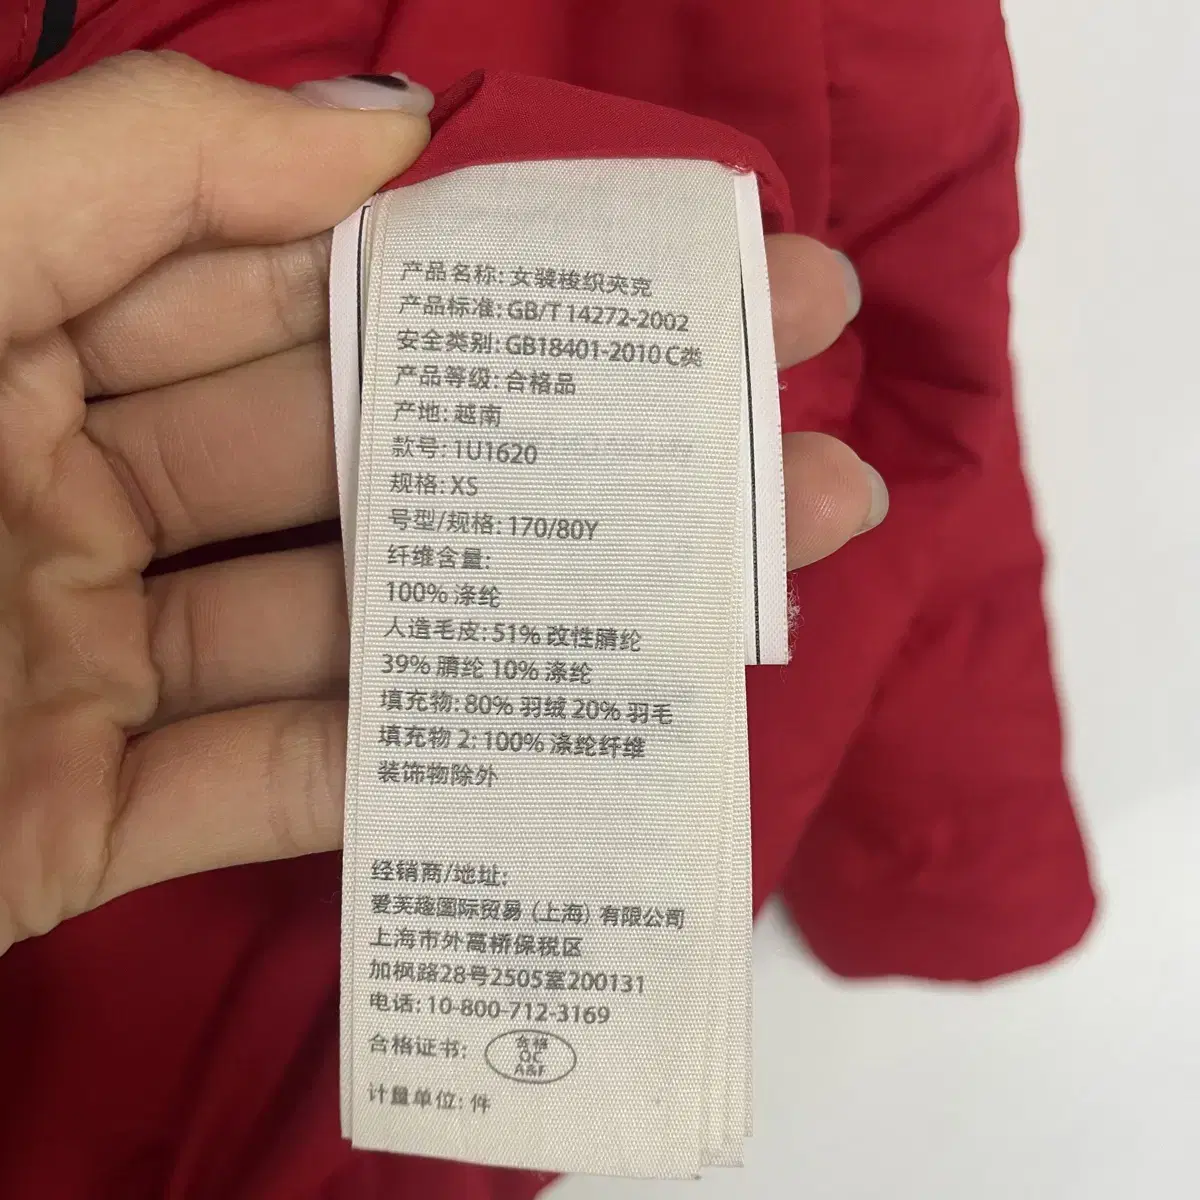 产品名称: 女装梭织夹克
产品标准: GB/T 14272-2002
安全类别: GB18401-2010 C类
产品等级: 合格品
产地: 越南
款号: 1U1620
规格: XS
号型/规格: 170/80Y
纤维含量:
100% 涤纶
人造毛皮: 51% 改性腈纶
39% 腈纶 10% 涤纶
填充物: 80% 羽绒 20% 羽毛
填充物 2: 100% 涤纶纤维
装饰物除外
经销商/地址:
爱芙趣国际贸易 (上海) 有限公司
上海市外高桥保税区
加枫路28号2505室200131
电话: 10-800-712-3169
合格证书:
合格
QC
A&F
计量单位: 件